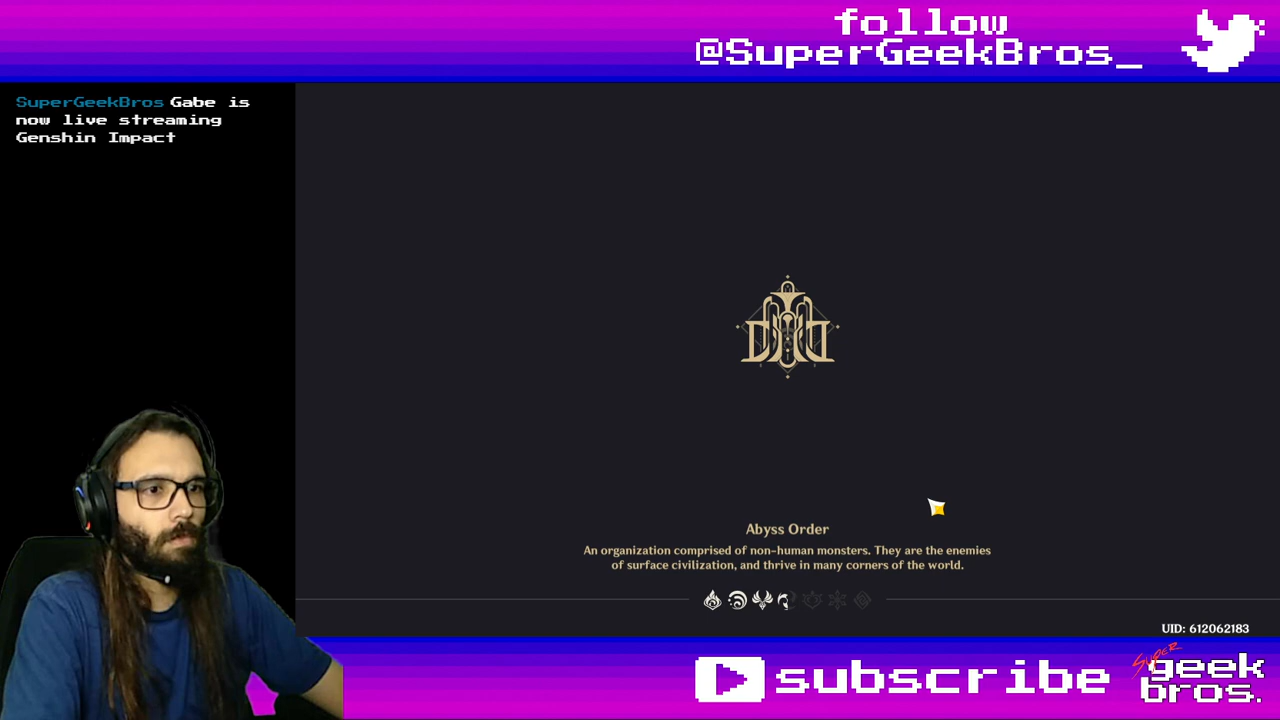 follow
@SuperGeekBros_
SuperGeekBros Gabe is
now live streaming
Genshin Impact
Abyss Order
An organization comprised of non-human monsters. They are the enemies
of surface civilization, and thrive in many corners of the world.
UID: 612062183
subscribe
SUPER
geek
bros.